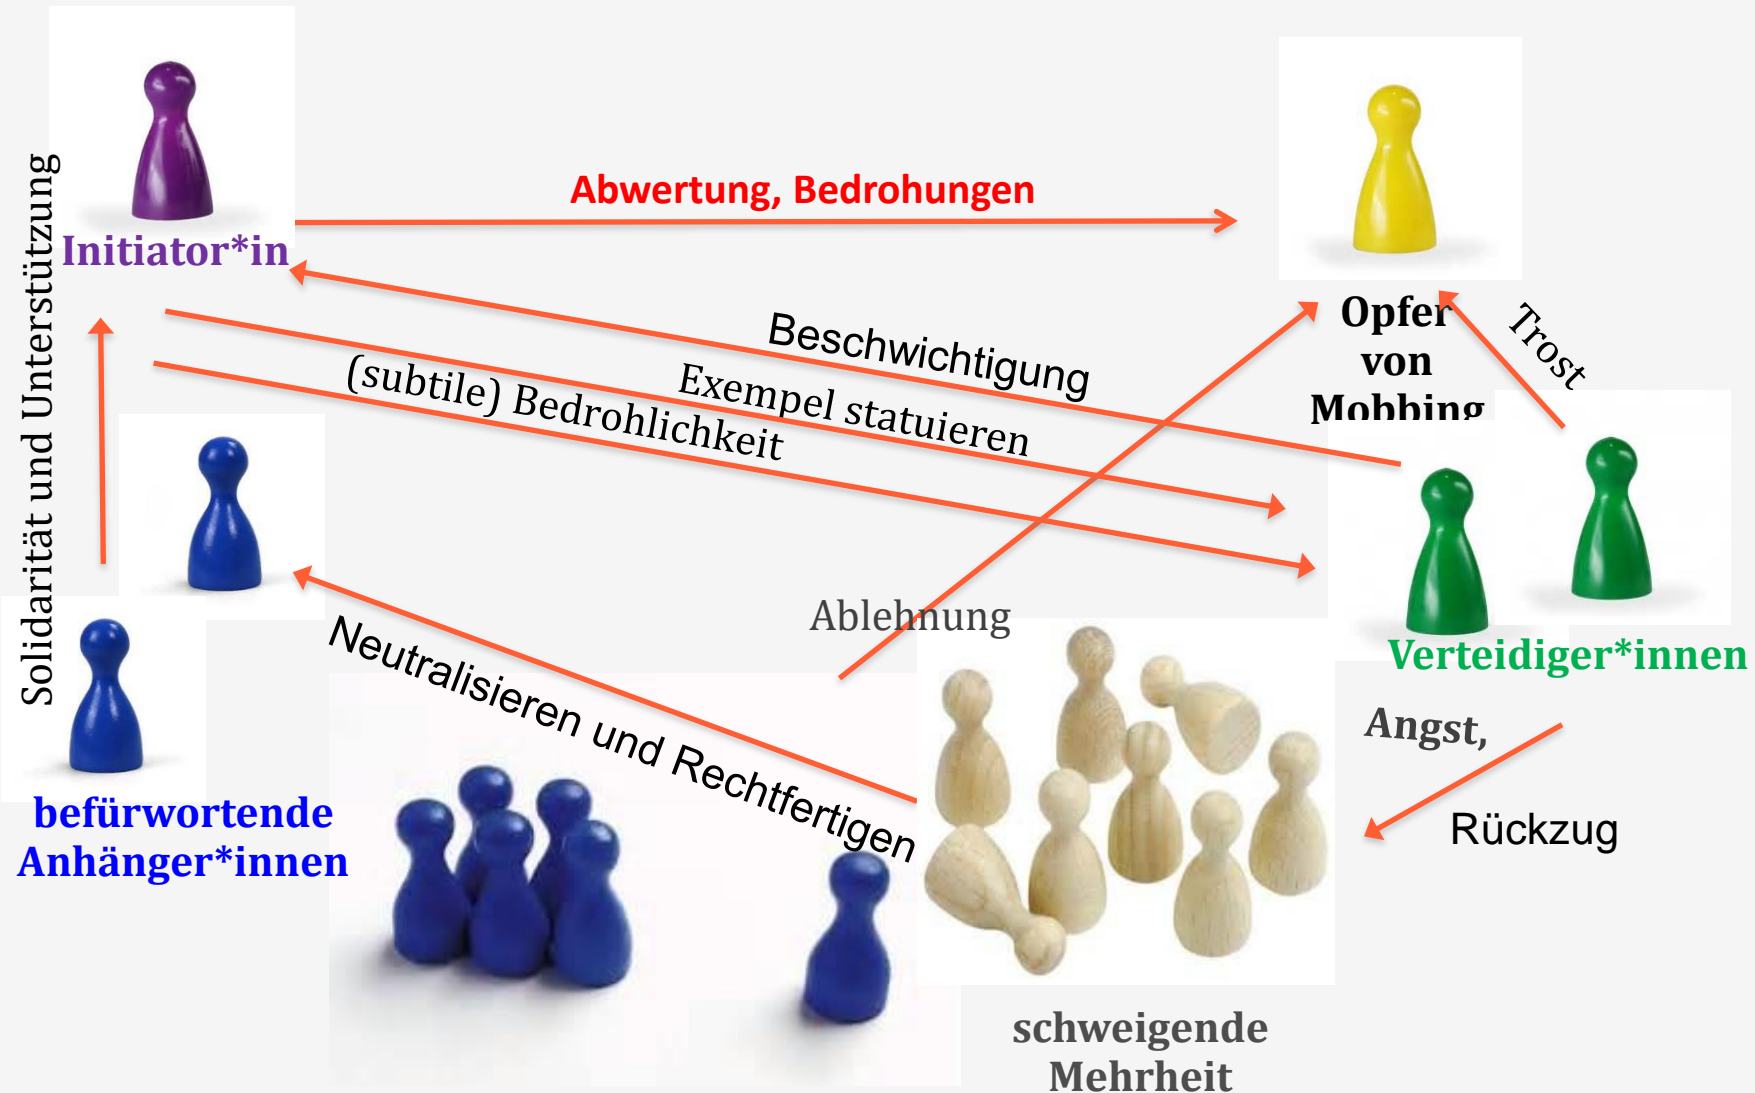 Abwertung, Bedrohungen
Solidarität und Unterstützung
Initiator*in
Opfer
von
Mobbing
Trost
Beschwichtigung
Exempel statuieren
(subtile) Bedrohlichkeit
Ablehnung
Neutralisieren und Rechtfertigen
Verteidiger*innen
Angst,
Rückzug
befürwortende
Anhänger*innen
schweigende
Mehrheit